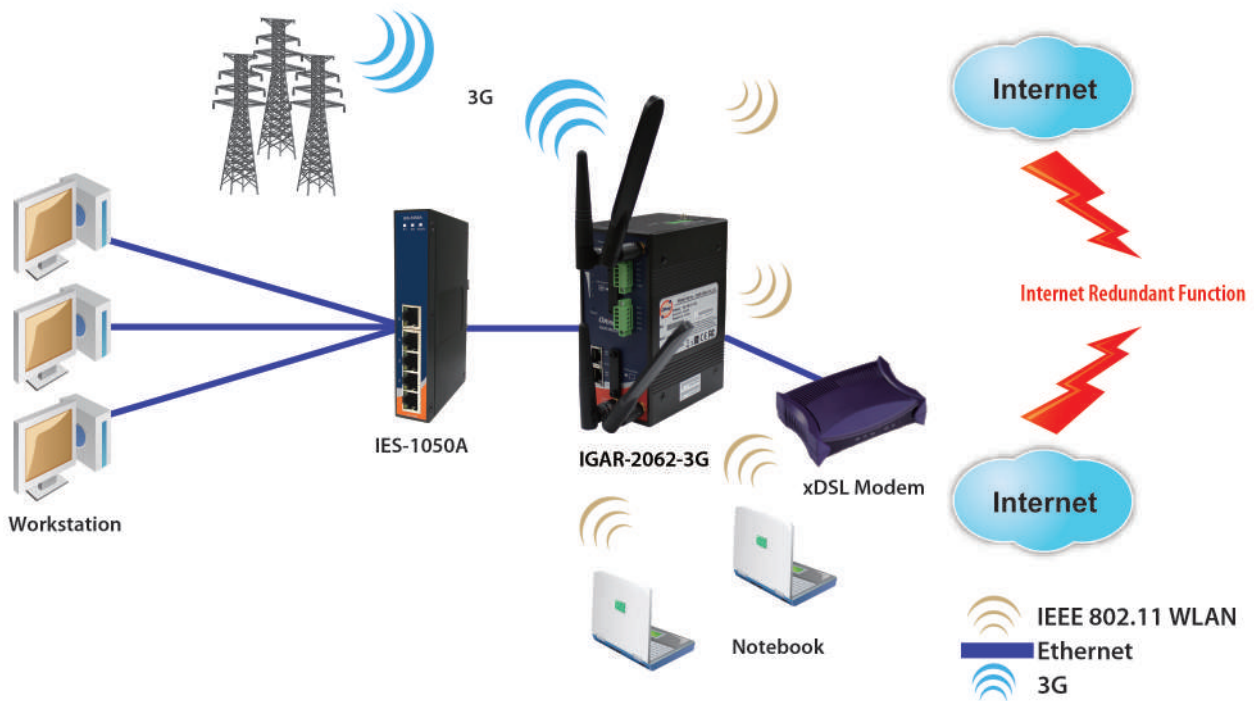 3G
Internet
Internet Redundant Function
IES-1050A
IGAR-2062-3G
xDSL Modem
Internet
Workstation
Notebook
IEEE 802.11 WLAN
Ethernet
3G